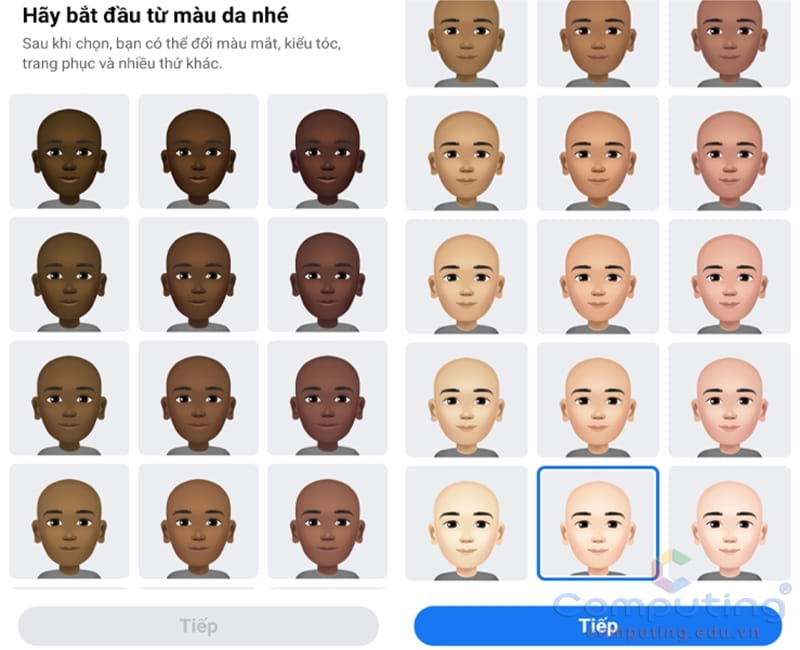 Hãy bắt đầu từ màu da nhé
Sau khi chọn, bạn có thể đổi màu mắt, kiểu tóc,
trang phục và nhiều thứ khác.
Tiếp
Tiếp
Computing®
computing.edu.vn